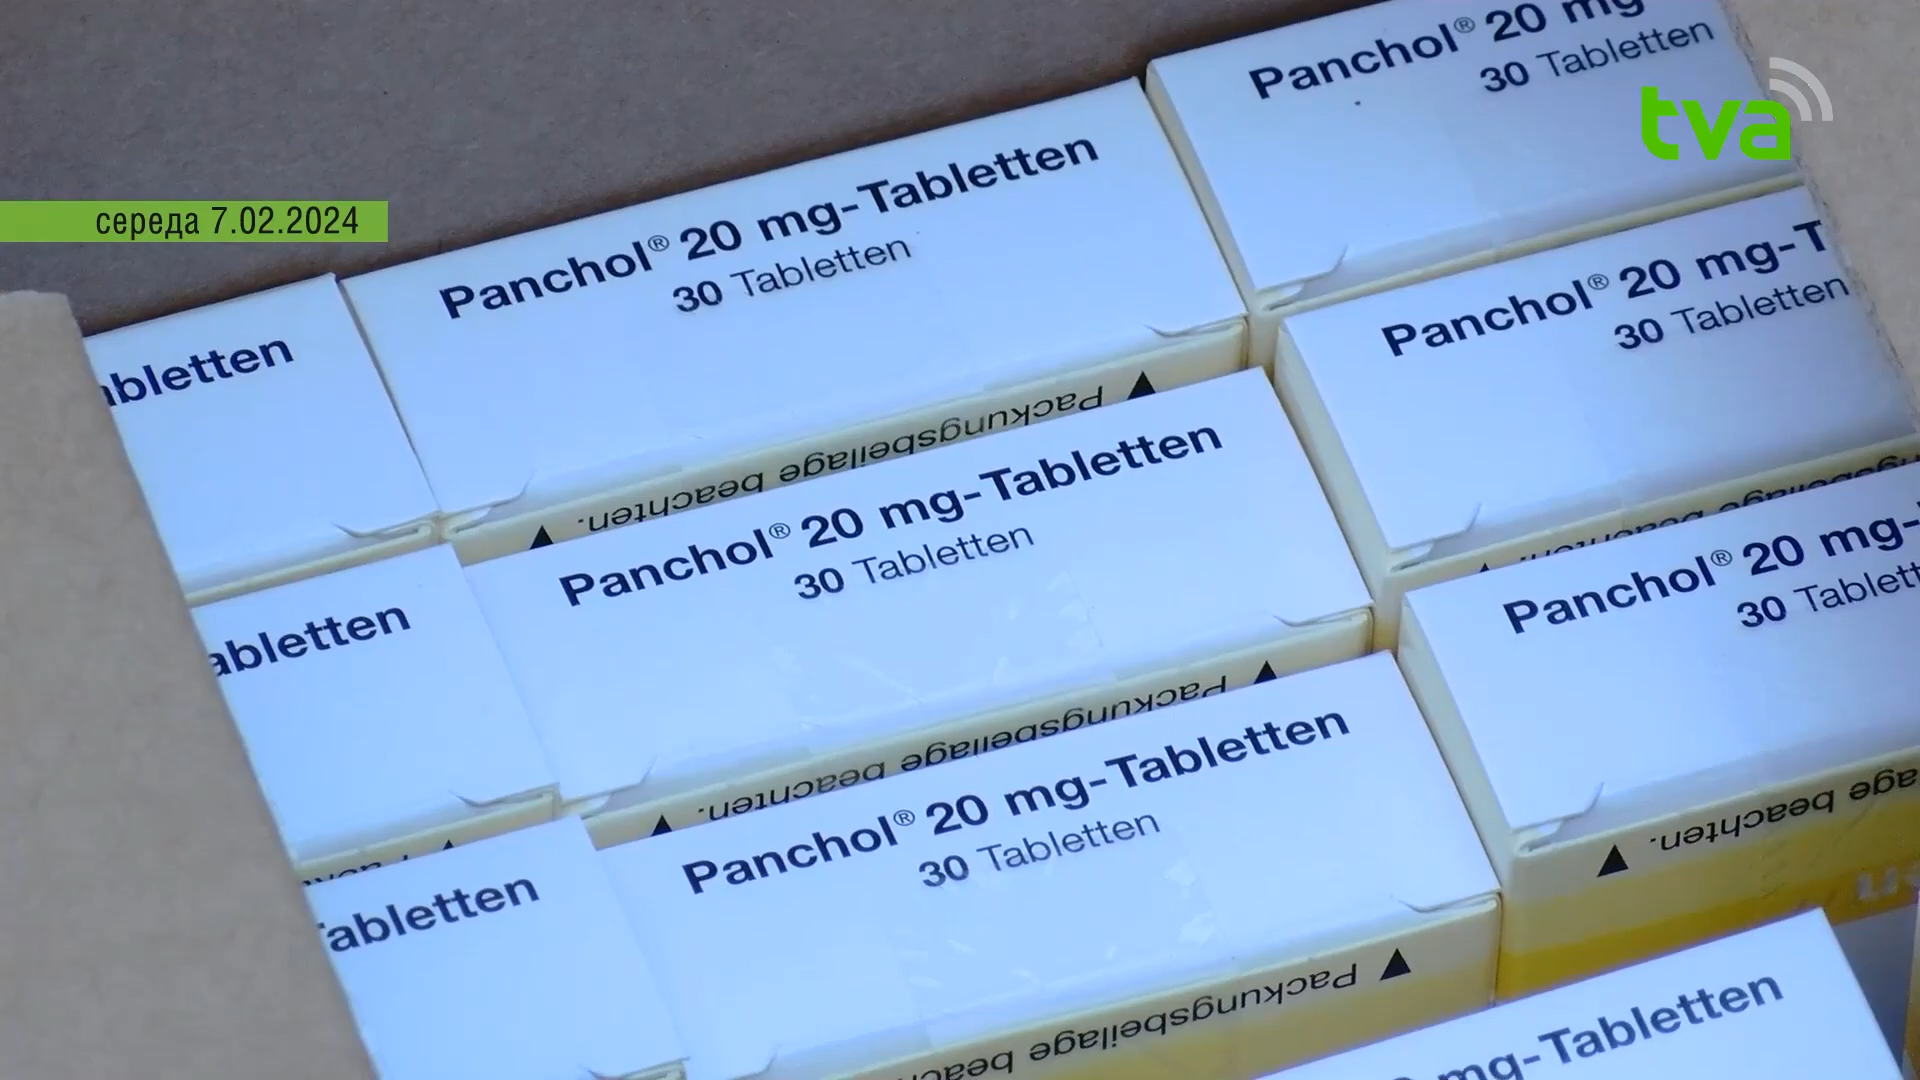 Panchol® 20 mg
30 Tabletten
tva
Panchol® 20 mg-Tabletten
30 Tabletten
середа 7.02.2024
Panchol® 20 mg-T
30 Tabletten
abletten
Packungsbeilage beachten.
Panchol® 20 mg-Tabletten
30 Tabletten
Panchol® 20 mg-
30 Tablett
abletten
Packungsbeilage beachten.
Panchol® 20 mg-Tabletten
30 Tabletten
age beachten.
Tabletten
Packungsbeilage beach
mg-Tabletten